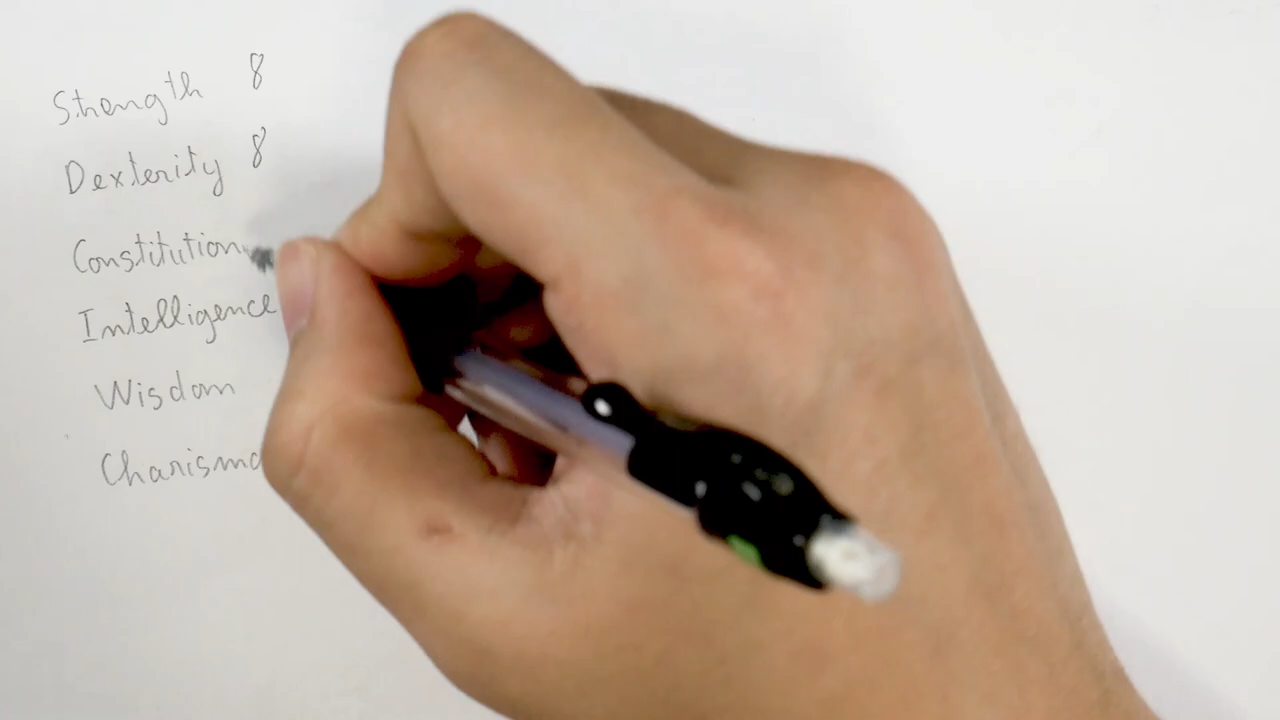 Strength 8
Dexterity 8
Constitution
Intelligence
Wisdom
Charisma